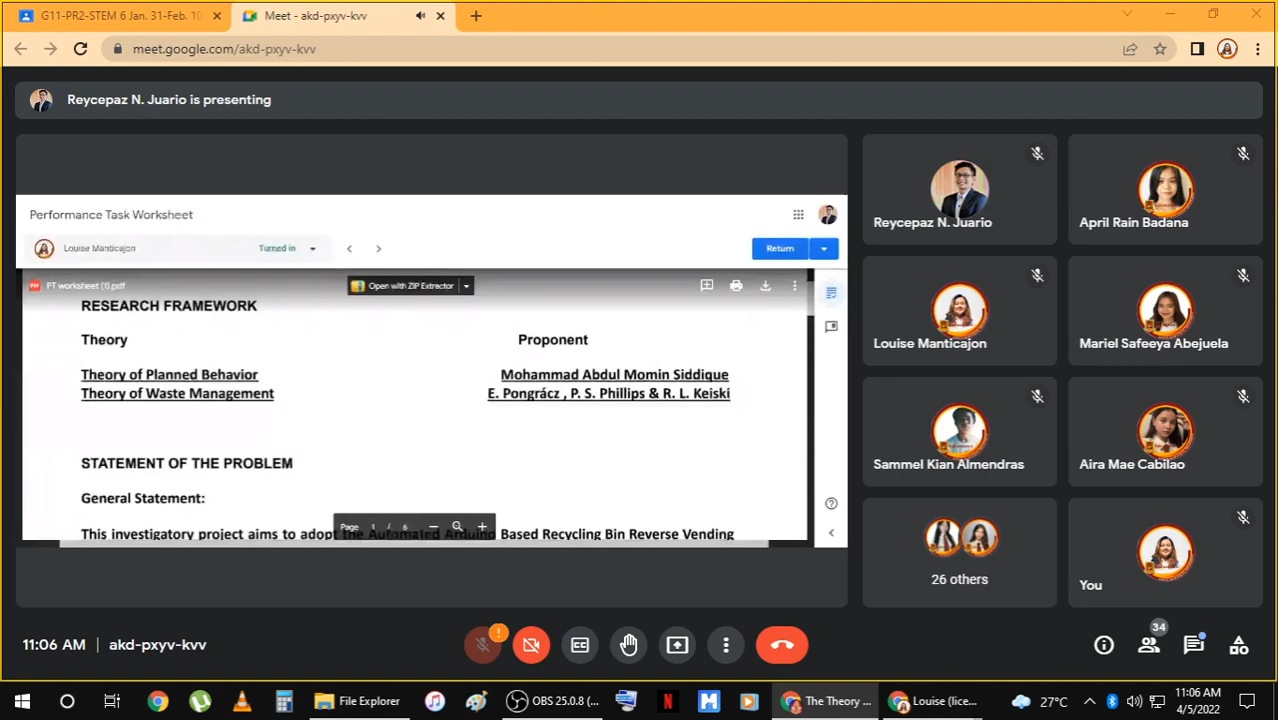 G11-PR2-STEM 6 Jan. 31-Feb. 10
Meet - akd-pxyv-kvv
meet.google.com/akd-pxyv-kvv
Reycepaz N. Juario is presenting
Performance Task Worksheet
Louise Manticajon
Turned in
Return
PT worksheet (1).pdf
Open with ZIP Extractor
RESEARCH FRAMEWORK
Theory Proponent
Theory of Planned Behavior Mohammad Abdul Momin Siddique
Theory of Waste Management E. Pongrácz , P. S. Phillips & R. L. Keiski
STATEMENT OF THE PROBLEM
General Statement:
Page 1 / 6
This investigatory project aims to adopt the Automated Arduino Based Recycling Bin Reverse Vending
Reycepaz N. Juario
April Rain Badana
Louise Manticajon
Mariel Safeeya Abejuela
Sammel Kian Almendras
Aira Mae Cabilao
26 others
You
11:06 AM | akd-pxyv-kvv
34
File Explorer
OBS 25.0.8 (...
The Theory ...
Louise (lice...
27°C
11:06 AM
4/5/2022